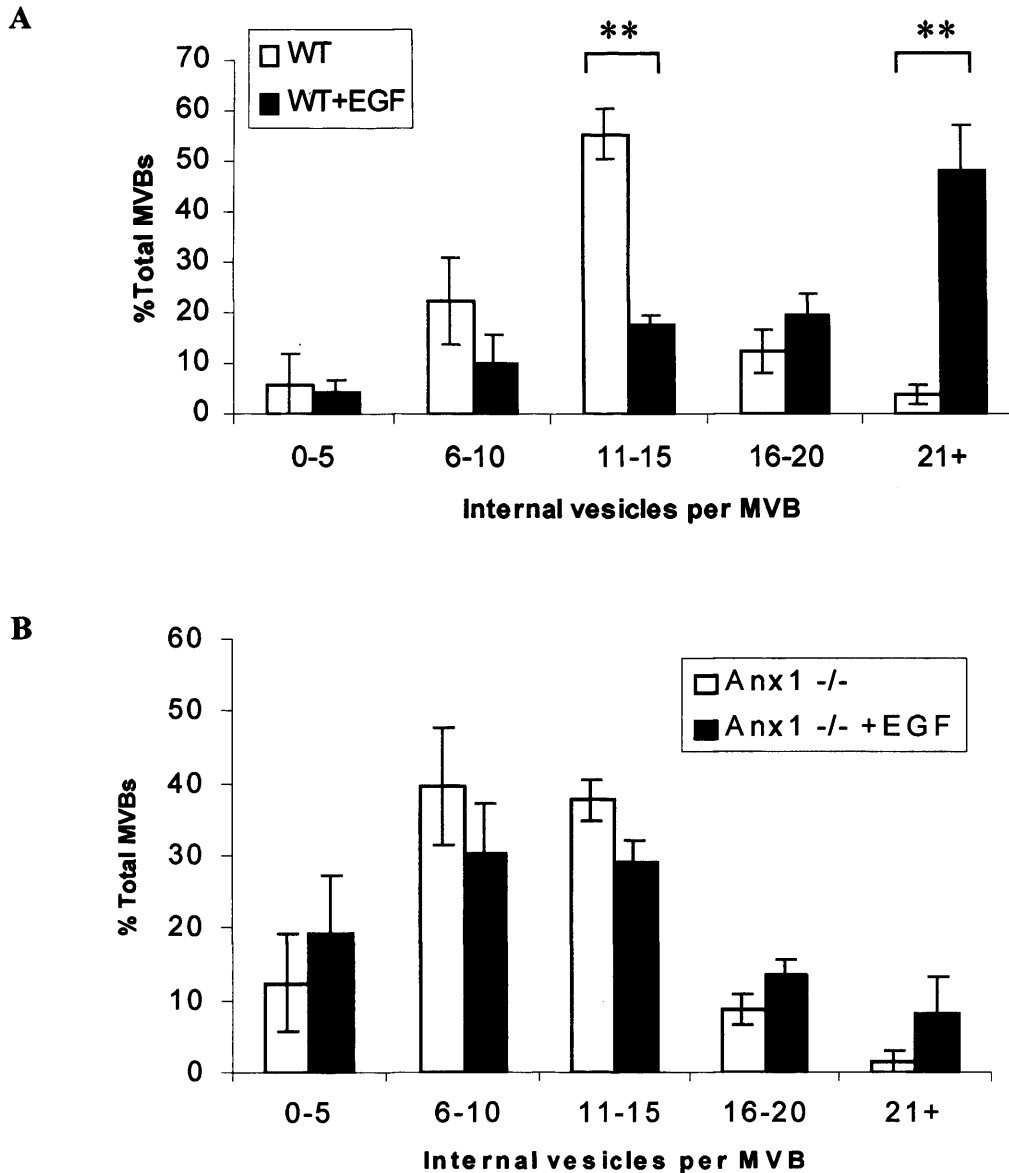 A
WT
WT+EGF
**
**
%Total MVBs
70
60
50
40
30
20
10
0
0-5
6-10
11-15
16-20
21+
Internal vesicles per MVB
B
Anx1 -/-
Anx1 -/- +EGF
% Total MVBs
60
50
40
30
20
10
0
0-5
6-10
11-15
16-20
21+
Internal vesicles per MVB